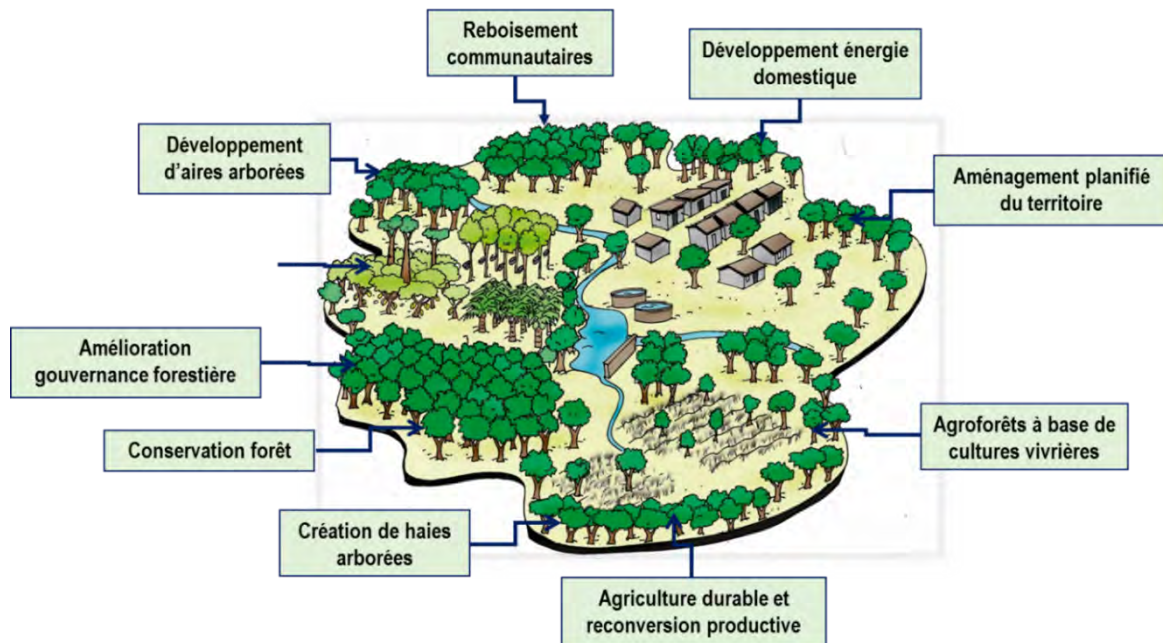 Reboisement
communautaires
Développement énergie
domestique
Développement
d'aires arborées
Aménagement planifié
du territoire
Amélioration
gouvernance forestière
Conservation forêt
Agroforêts à base de
cultures vivrières
Création de haies
arborées
Agriculture durable et
reconversion productive